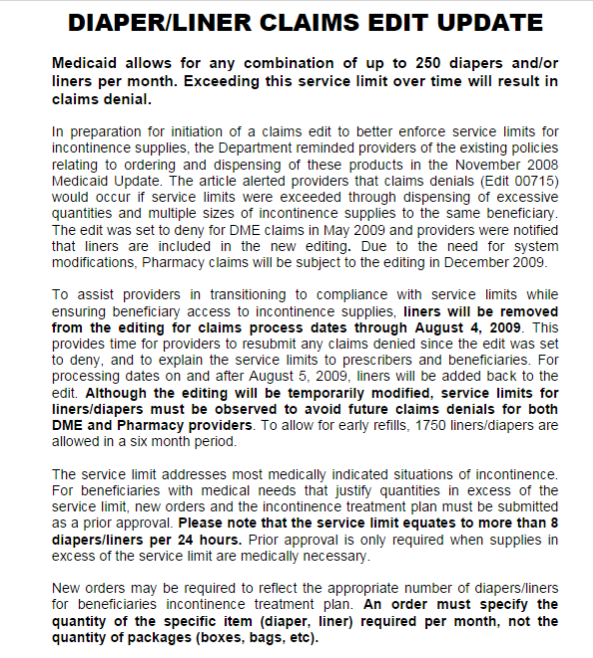 DIAPER/LINER CLAIMS EDIT UPDATE
Medicaid allows for any combination of up to 250 diapers and/or
liners per month. Exceeding this service limit over time will result in
claims denial.
In preparation for initiation of a claims edit to better enforce service limits for
incontinence supplies, the Department reminded providers of the existing policies
relating to ordering and dispensing of these products in the November 2008
Medicaid Update. The article alerted providers that claims denials (Edit 00715)
would occur if service limits were exceeded through dispensing of excessive
quantities and multiple sizes of incontinence supplies to the same beneficiary.
The edit was set to deny for DME claims in May 2009 and providers were notified
that liners are included in the new editing. Due to the need for system
modifications, Pharmacy claims will be subject to the editing in December 2009.
To assist providers in transitioning to compliance with service limits while
ensuring beneficiary access to incontinence supplies, liners will be removed
from the editing for claims process dates through August 4, 2009. This
provides time for providers to resubmit any claims denied since the edit was set
to deny, and to explain the service limits to prescribers and beneficiaries. For
processing dates on and after August 5, 2009, liners will be added back to the
edit. Although the editing will be temporarily modified, service limits for
liners/diapers must be observed to avoid future claims denials for both
DME and Pharmacy providers. To allow for early refills, 1750 liners/diapers are
allowed in a six month period.
The service limit addresses most medically indicated situations of incontinence.
For beneficiaries with medical needs that justify quantities in excess of the
service limit, new orders and the incontinence treatment plan must be submitted
as a prior approval. Please note that the service limit equates to more than 8
diapers/liners per 24 hours. Prior approval is only required when supplies in
excess of the service limit are medically necessary.
New orders may be required to reflect the appropriate number of diapers/liners
for beneficiaries incontinence treatment plan. An order must specify the
quantity of the specific item (diaper, liner) required per month, not the
quantity of packages (boxes, bags, etc).